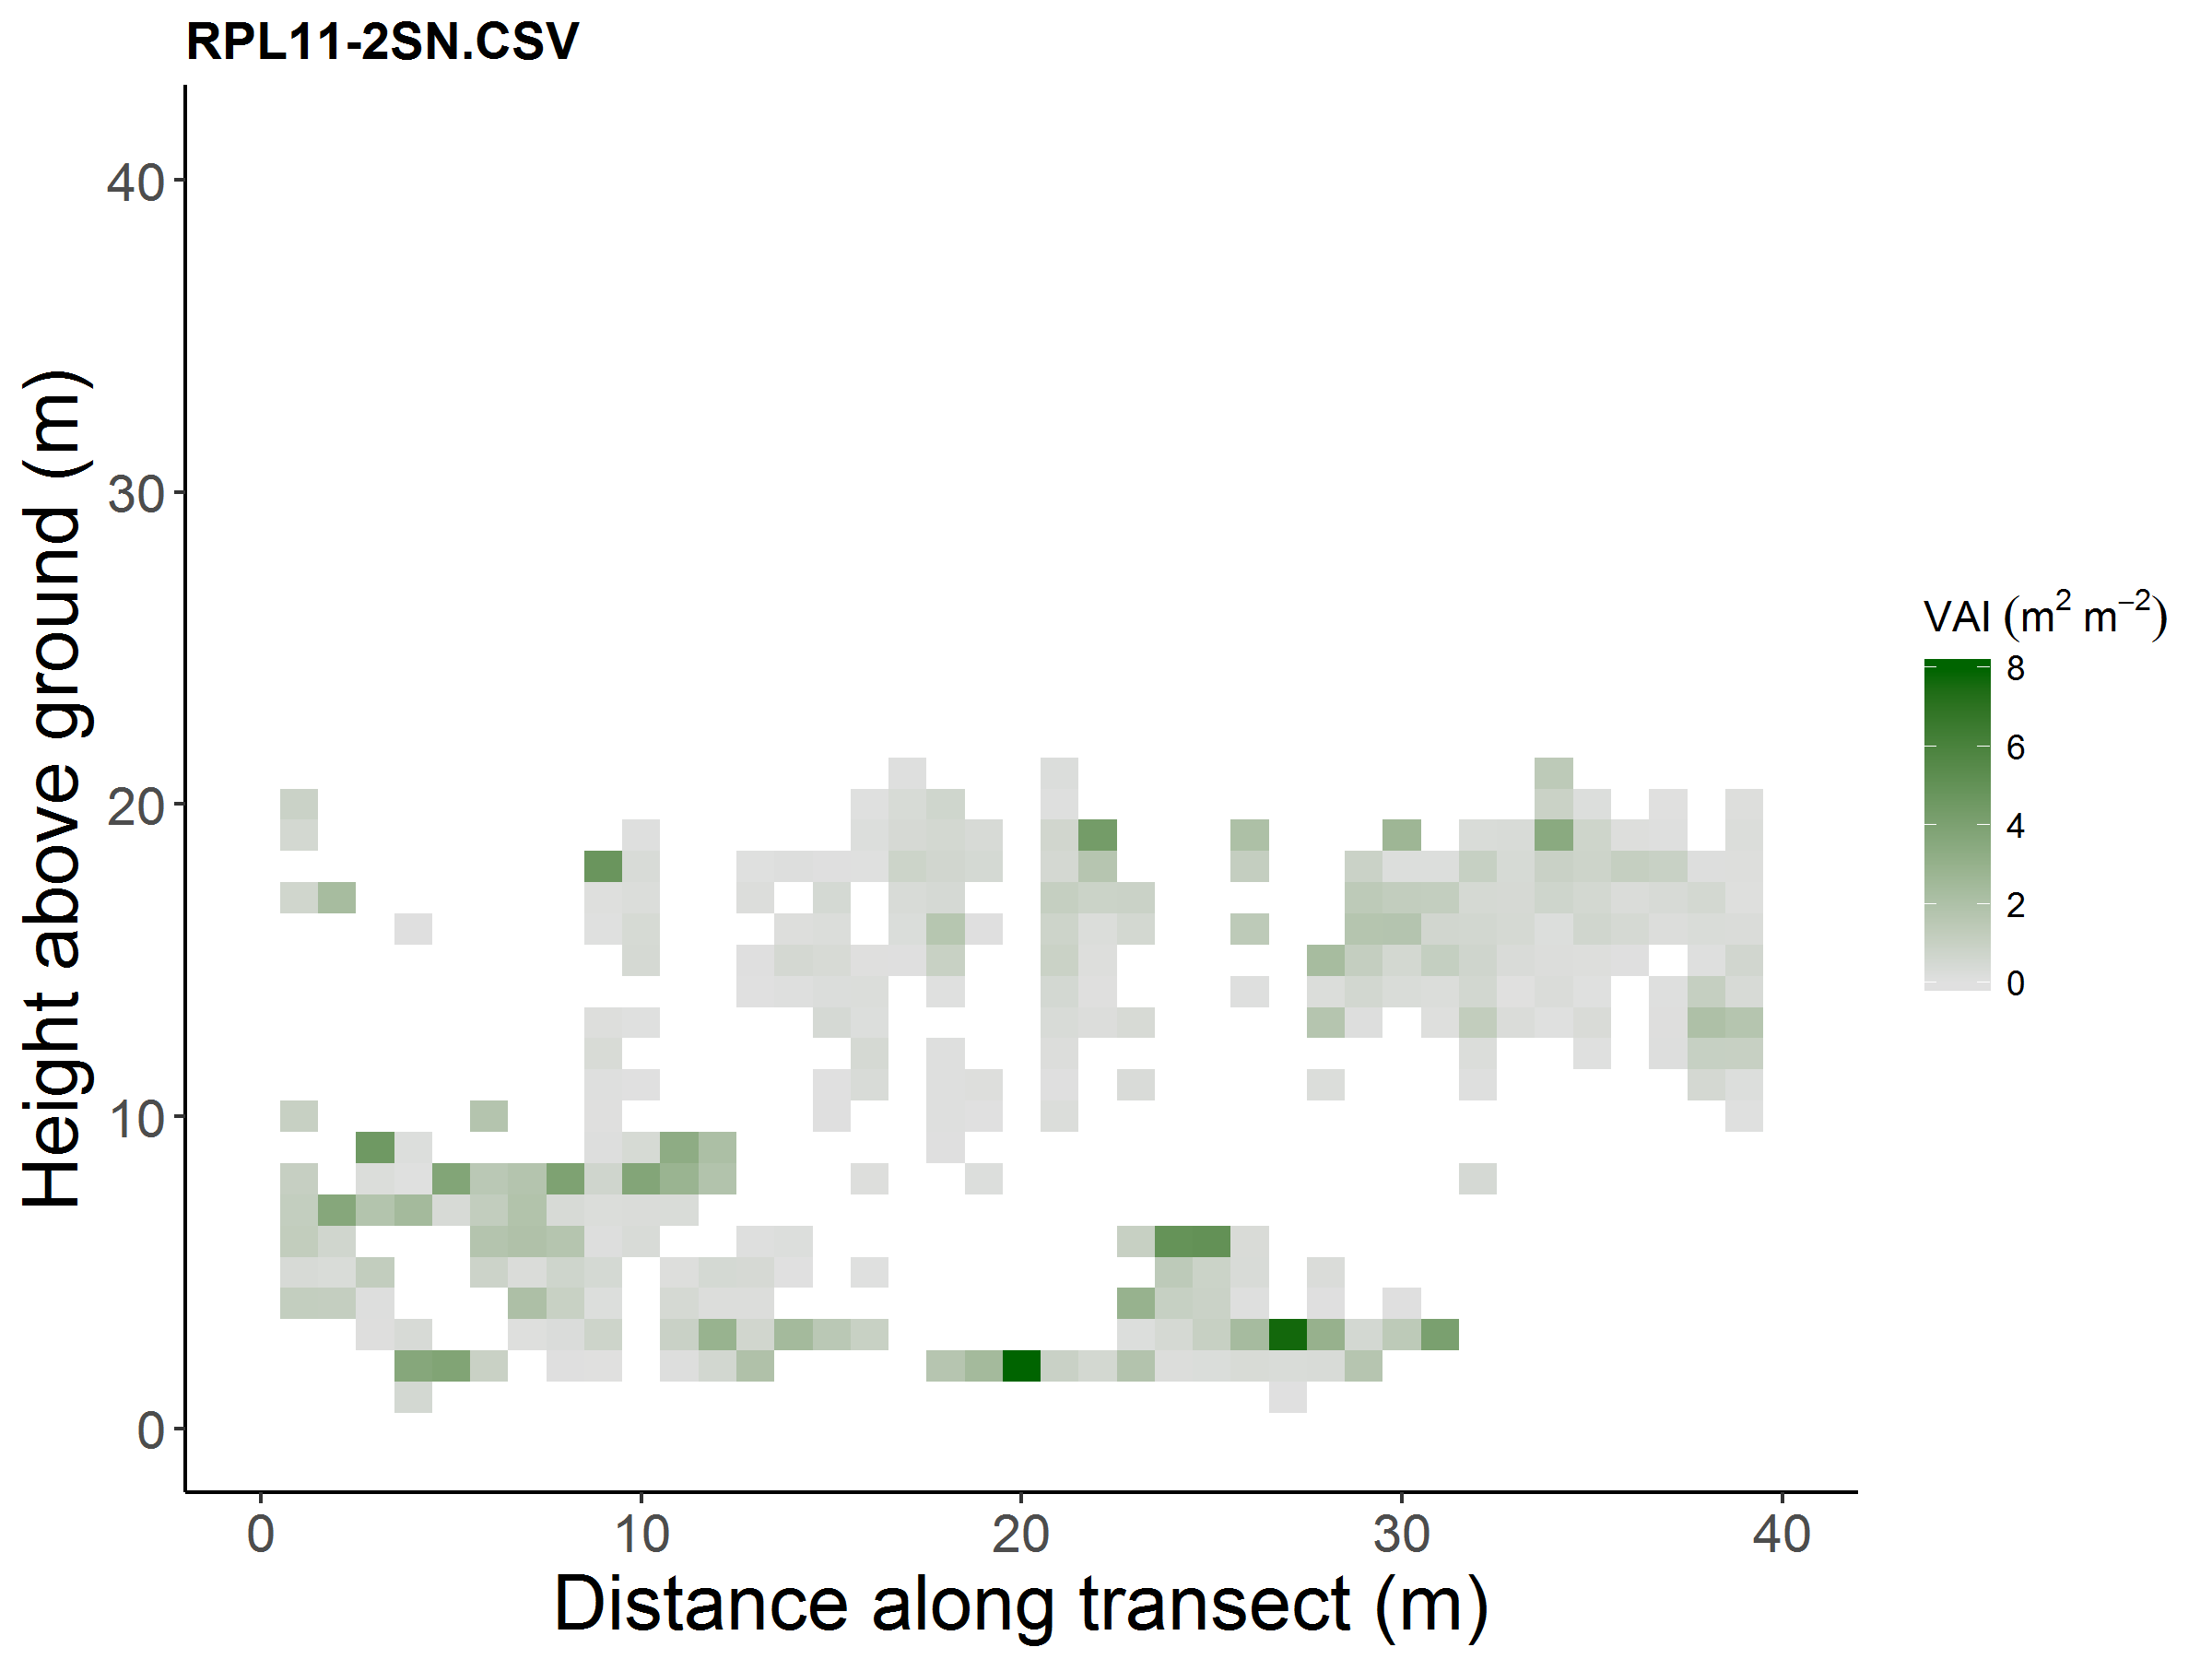 RPL11-2SN.CSV
Height above ground (m)
40
30
20
10
0
0 10 20 30 40
Distance along transect (m)
VAI (m² m⁻²)
8
6
4
2
0